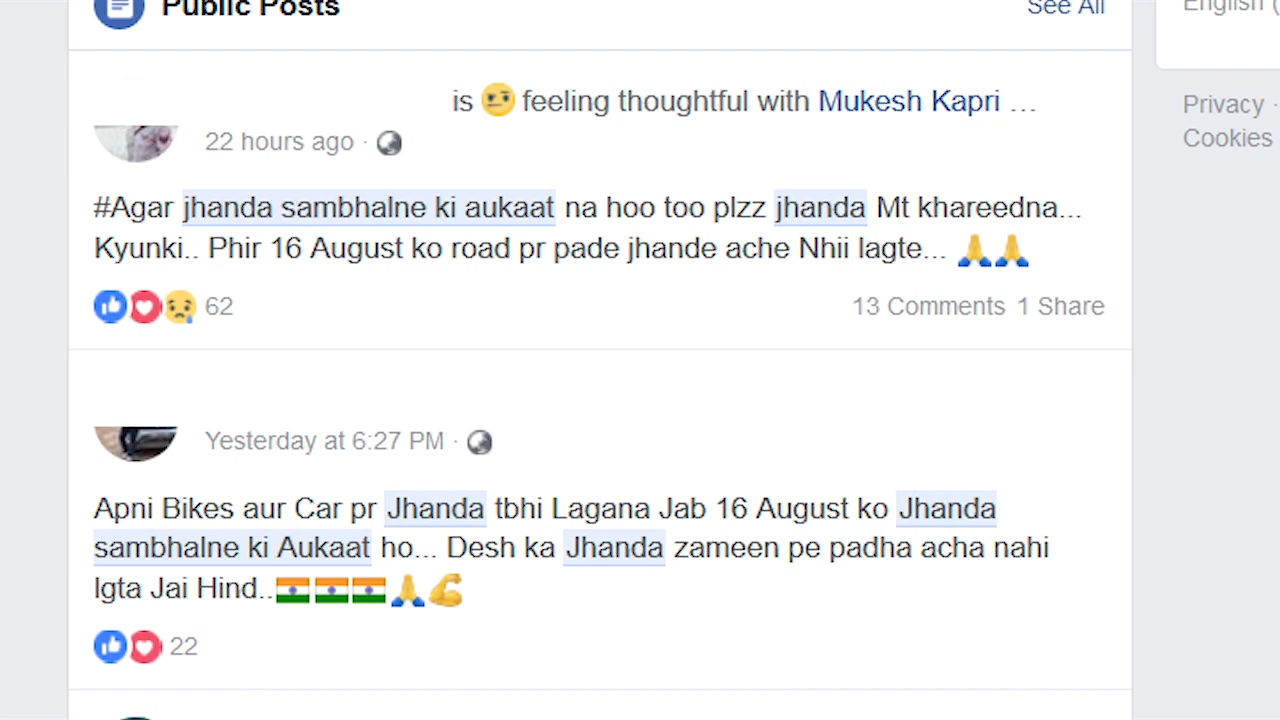 Public Posts
See All
English (
is feeling thoughtful with Mukesh Kapri ...
22 hours ago ·
Privacy ·
Cookies
#Agar jhanda sambhalne ki aukaat na hoo too plzz jhanda Mt khareedna...
Kyunki.. Phir 16 August ko road pr pade jhande ache Nhii lagte... 🙏🙏
62
13 Comments 1 Share
Yesterday at 6:27 PM ·
Apni Bikes aur Car pr Jhanda tbhi Lagana Jab 16 August ko Jhanda
sambhalne ki Aukaat ho... Desh ka Jhanda zameen pe padha acha nahi
lgta Jai Hind..🇮🇳🇮🇳🇮🇳🙏💪
22